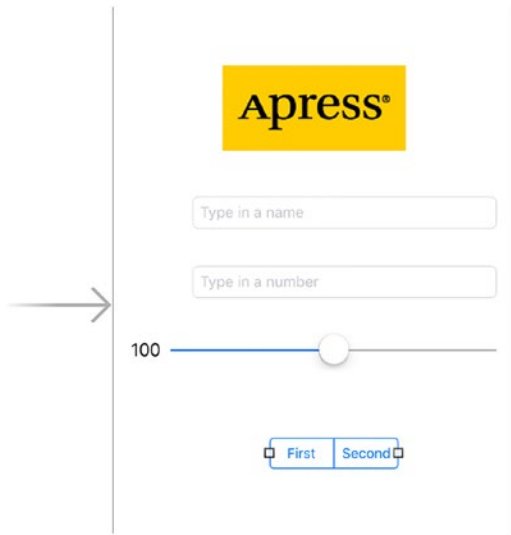 Apress®
Type in a name
Type in a number
100
First Second